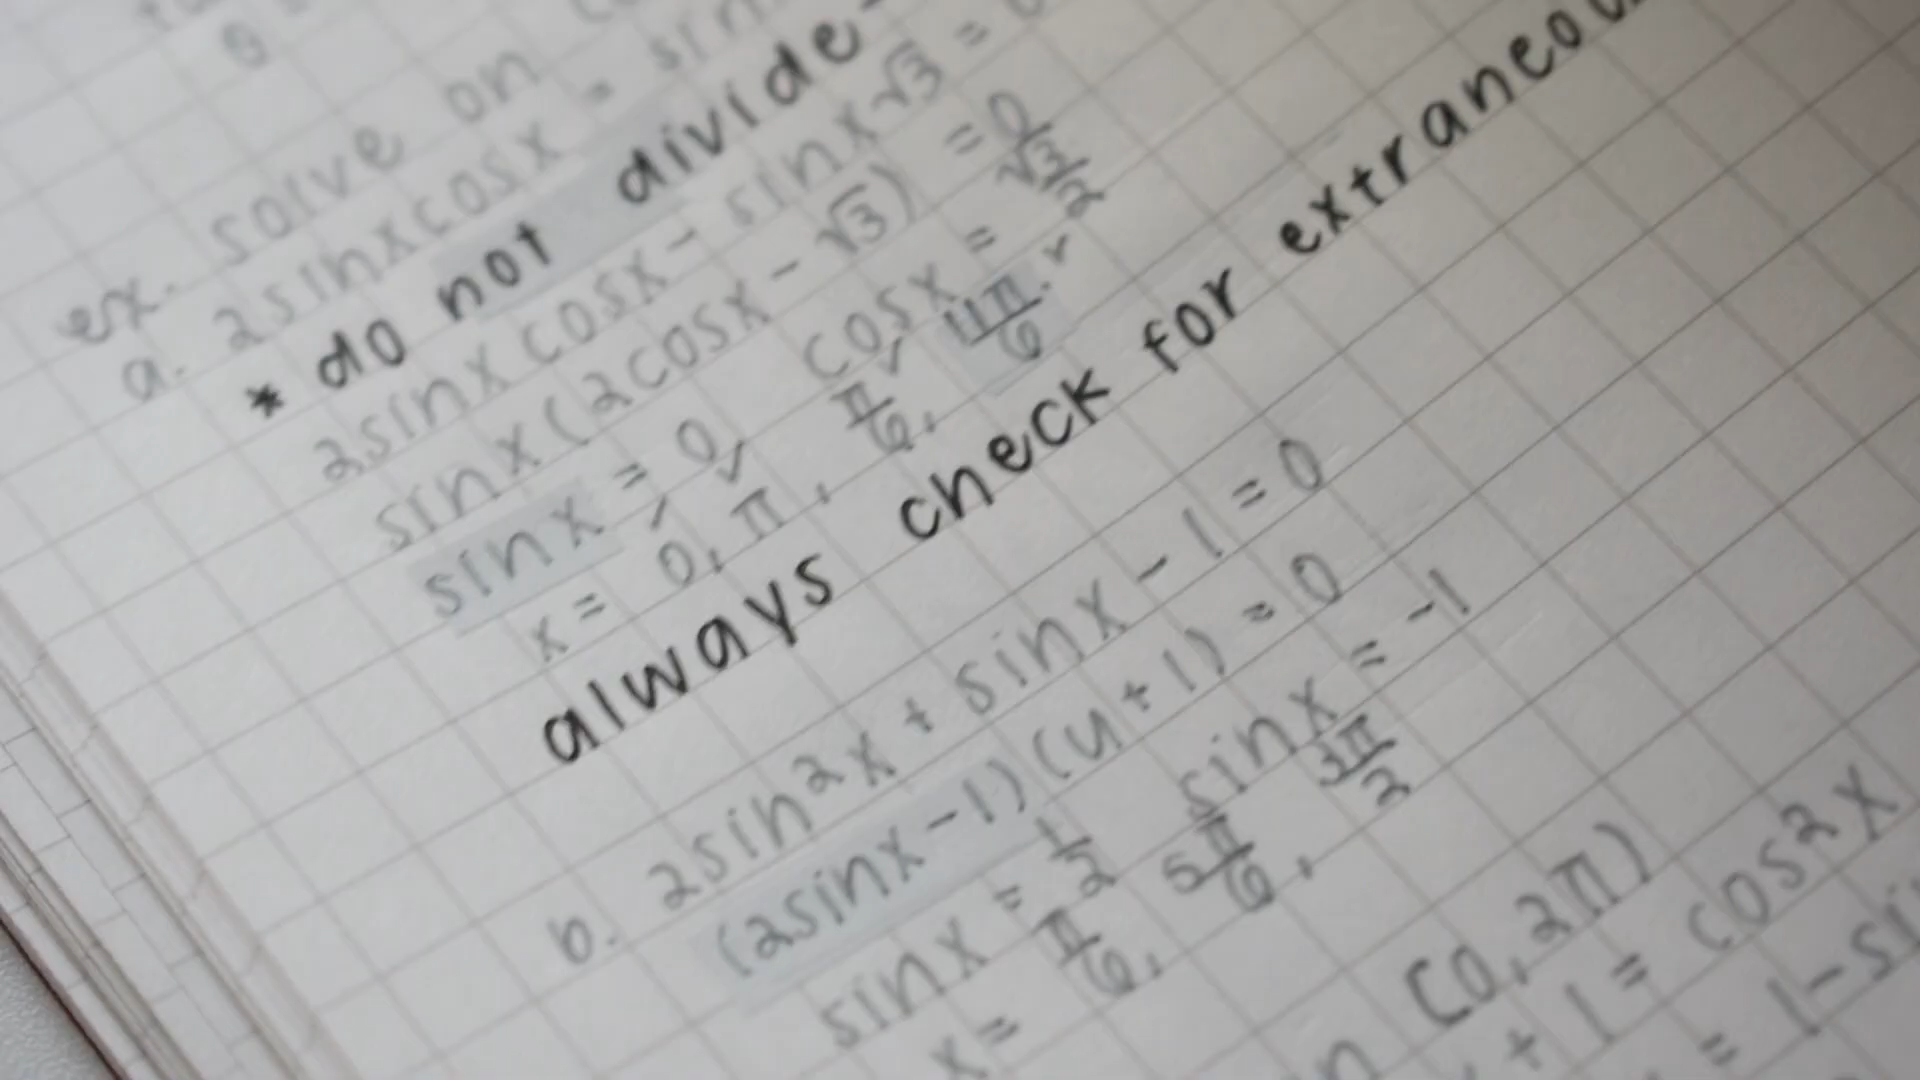 ex. solve on
a. 2sinxcosx = sin
* do not divide
2sinxcosx - sinx√3 = 0
sinx(2cosx - √3) = 0
sinx = 0, cosx = √3/2
x = 0, π, π/6, 11π/6
always check for extraneou
b. 2sin²x + sinx - 1 = 0
(2sinx - 1)(u + 1) = 0
sinx = 1/2 sinx = -1
x = π/6, 5π/6, 3π/2
[0, 2π)
+ 1 = cos²x
= 1 - si